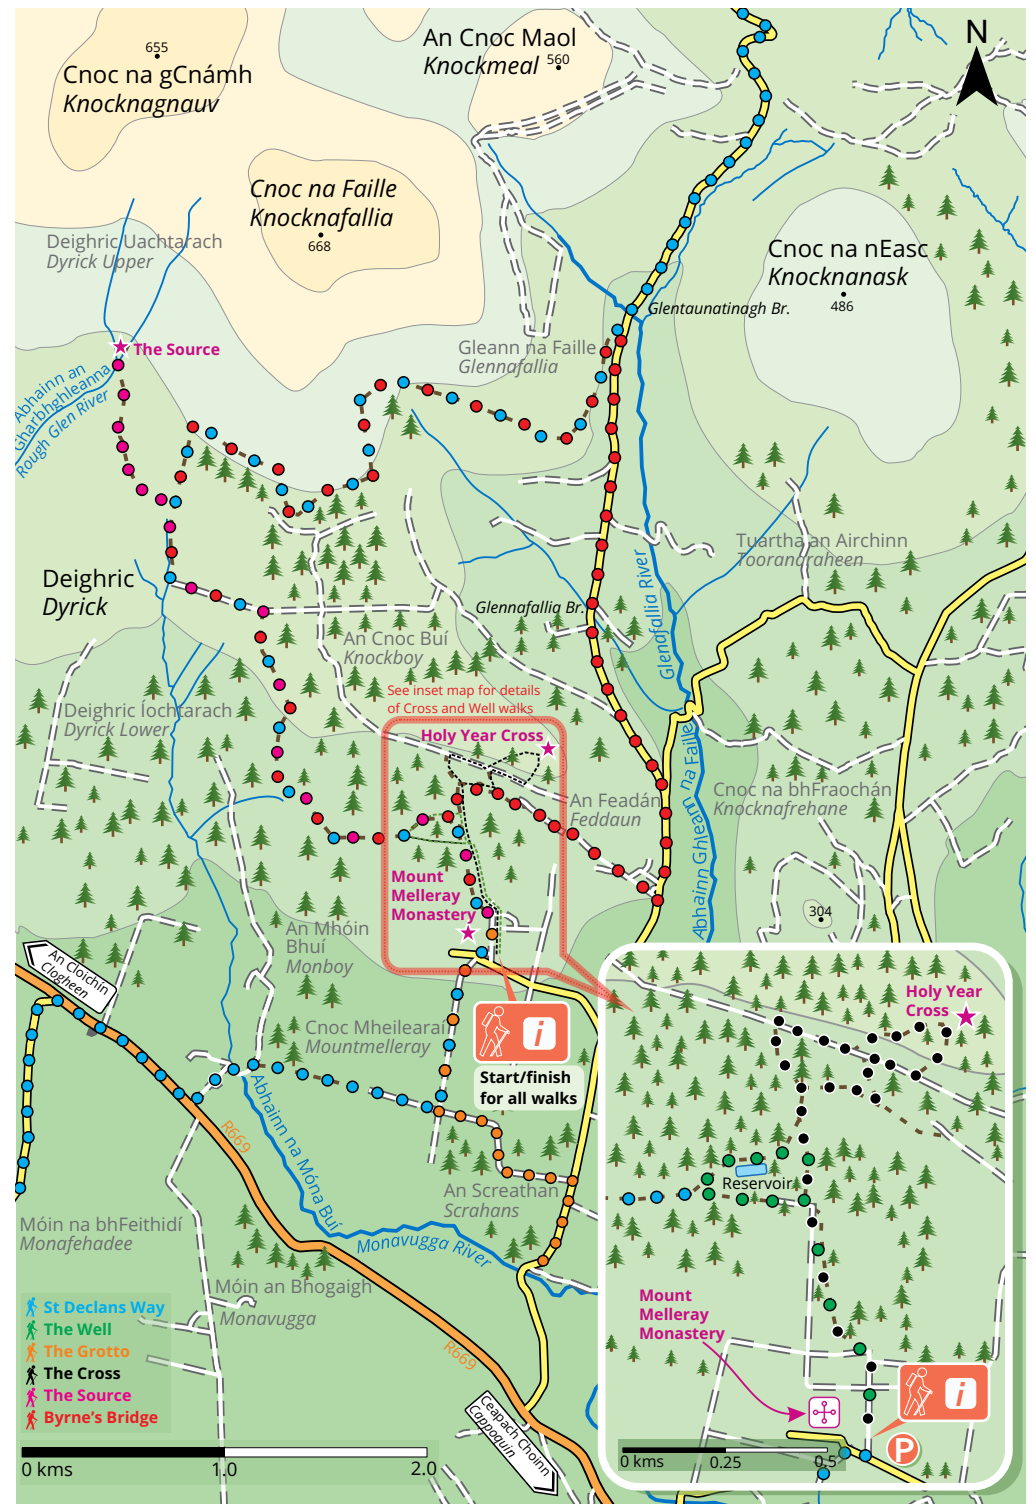 655
Cnoc na gCnámh
Knocknagnauv
An Cnoc Maol
Knockmeal
560
N
Cnoc na Faille
Knocknafallia
668
Deighric Uachtarach
Dyrick Upper
Cnoc na nEasc
Knocknanask
486
Glentaunatinagh Br.
The Source
Gleann na Faille
Glennafallia
Abhainn an
Gharbhghleanna
Rough Glen River
Tuartha an Airchinn
Toorandraheen
Deighric
Dyrick
Glennafallia Br.
Glenafallia River
An Cnoc Buí
Knockboy
See inset map for details
of Cross and Well walks
Deighric Íochtarach
Dyrick Lower
Holy Year Cross
Abhainn Ghleann na Faille
Cnoc na bhFraochán
Knocknafrehane
An Feadán
Feddaun
Mount
Melleray
Monastery
304
An Mhóin
Bhuí
Monboy
An Cloichín
Clogheen
Cnoc Mheilearaí
Mountmelleray
i
Start/finish
for all walks
R669
Abhainn na Móna Buí
Monavugga River
An Screathan
Scrahans
Móin na bhFeithidí
Monafehadee
Móin an Bhogaigh
Monavugga
R669
Ceapach Choinn
Cappoquin
St Declans Way
The Well
The Grotto
The Cross
The Source
Byrne's Bridge
0 kms
1.0
2.0
Holy Year
Cross
Reservoir
Mount
Melleray
Monastery
i
P
0 kms
0.25
0.5